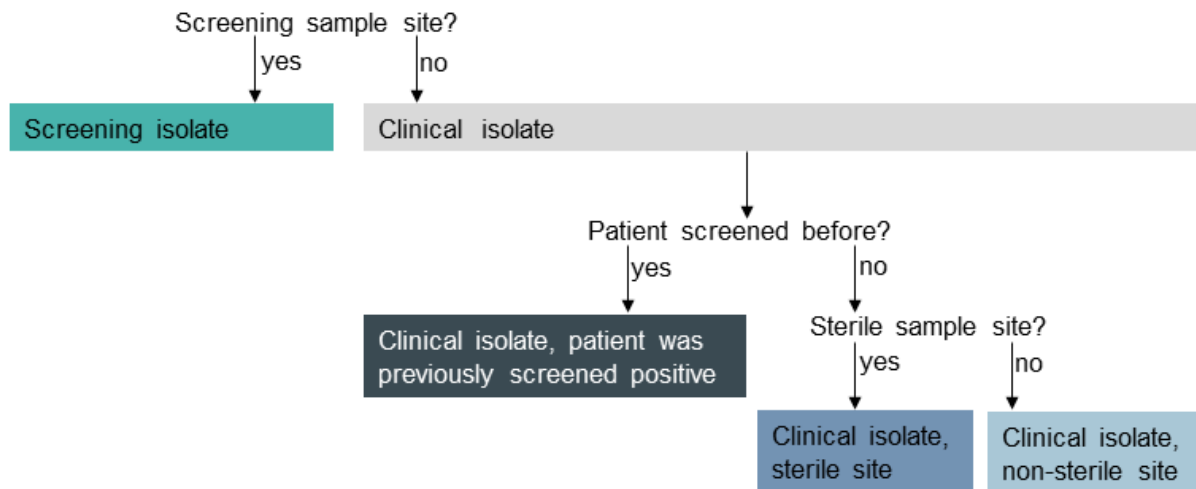 Screening sample site?
yes
no
Screening isolate
Clinical isolate
Patient screened before?
yes
no
Clinical isolate, patient was
previously screened positive
Sterile sample site?
yes
no
Clinical isolate,
sterile site
Clinical isolate,
non-sterile site